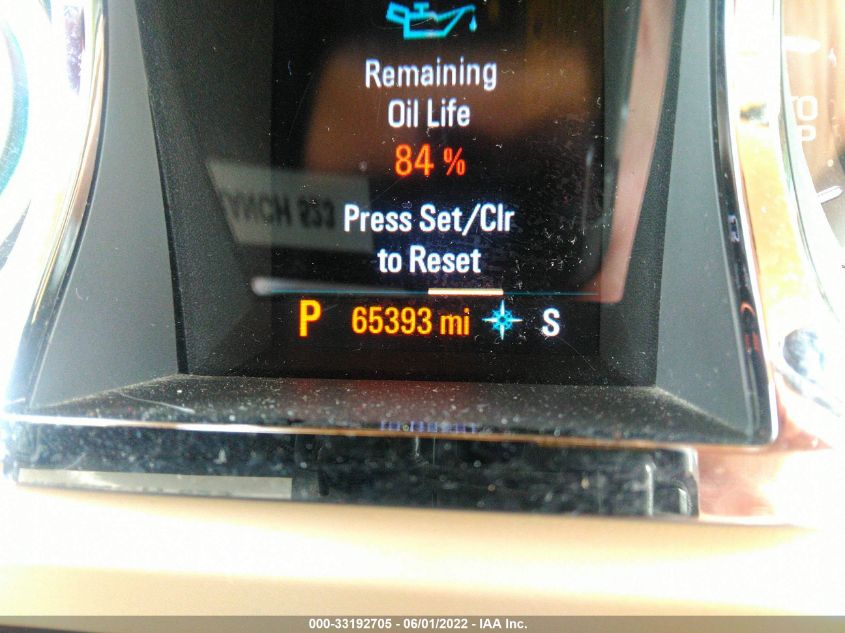 Remaining
Oil Life
84 %
Press Set/Clr
to Reset
P 65393 mi S
000-33192705 - 06/01/2022 - IAA Inc.